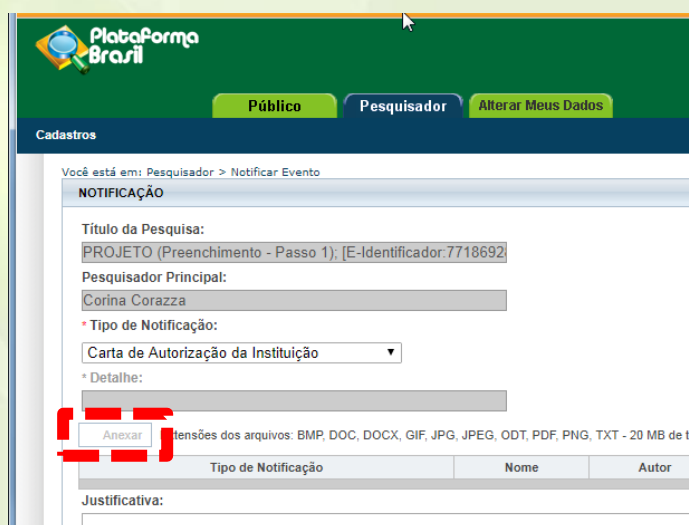 Plataforma
Brasil
Público Pesquisador Alterar Meus Dados
Cadastros
Você está em: Pesquisador > Notificar Evento
NOTIFICAÇÃO
Título da Pesquisa:
PROJETO (Preenchimento - Passo 1); [E-Identificador:7718692
Pesquisador Principal:
Corina Corazza
* Tipo de Notificação:
Carta de Autorização da Instituição
* Detalhe:
Anexar tensões dos arquivos: BMP, DOC, DOCX, GIF, JPG, JPEG, ODT, PDF, PNG, TXT - 20 MB de t
Tipo de Notificação Nome Autor
Justificativa: